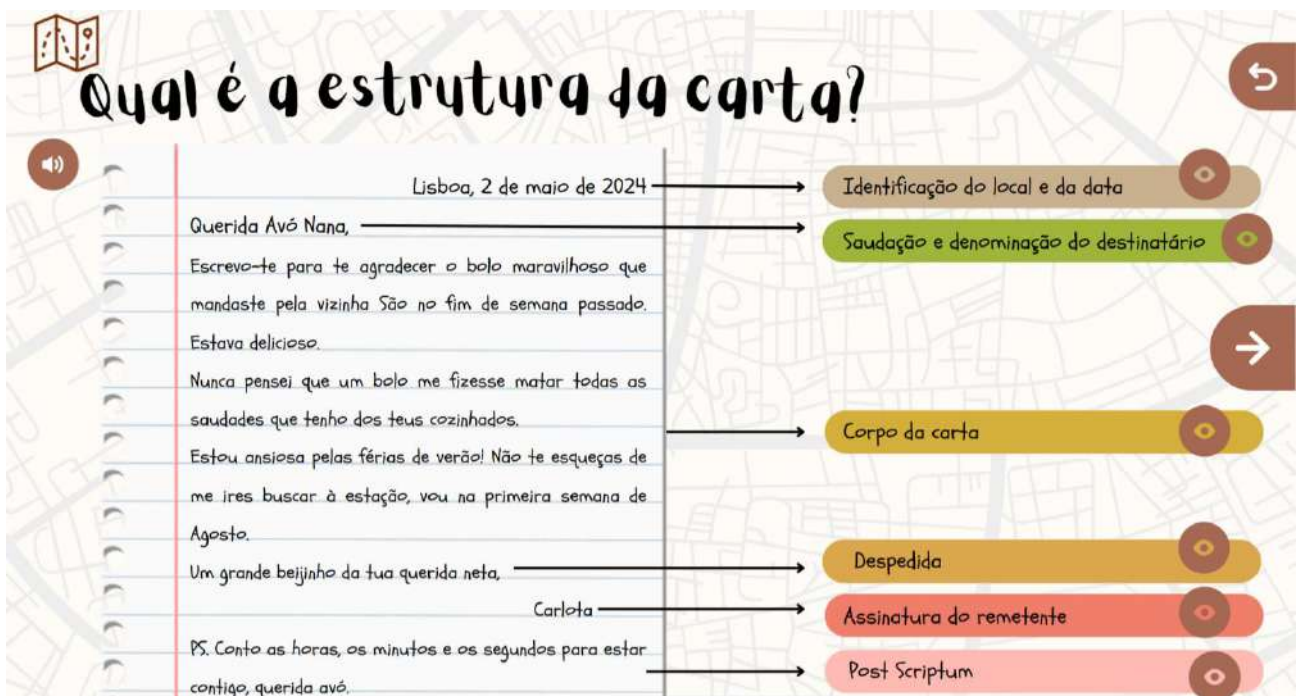 Qual é a estrutura da carta?
Lisboa, 2 de maio de 2024
Identificação do local e da data
Querida Avó Nana,
Saudação e denominação do destinatário
Escrevo-te para te agradecer o bolo maravilhoso que
mandaste pela vizinha São no fim de semana passado.
Estava delicioso.
Nunca pensei que um bolo me fizesse matar todas as
saudades que tenho dos teus cozinhados.
Corpo da carta
Estou ansiosa pelas férias de verão! Não te esqueças de
me ires buscar à estação, vou na primeira semana de
Agosto.
Um grande beijinho da tua querida neta,
Despedida
Carlota
Assinatura do remetente
PS. Conto as horas, os minutos e os segundos para estar
contigo, querida avó.
Post Scriptum